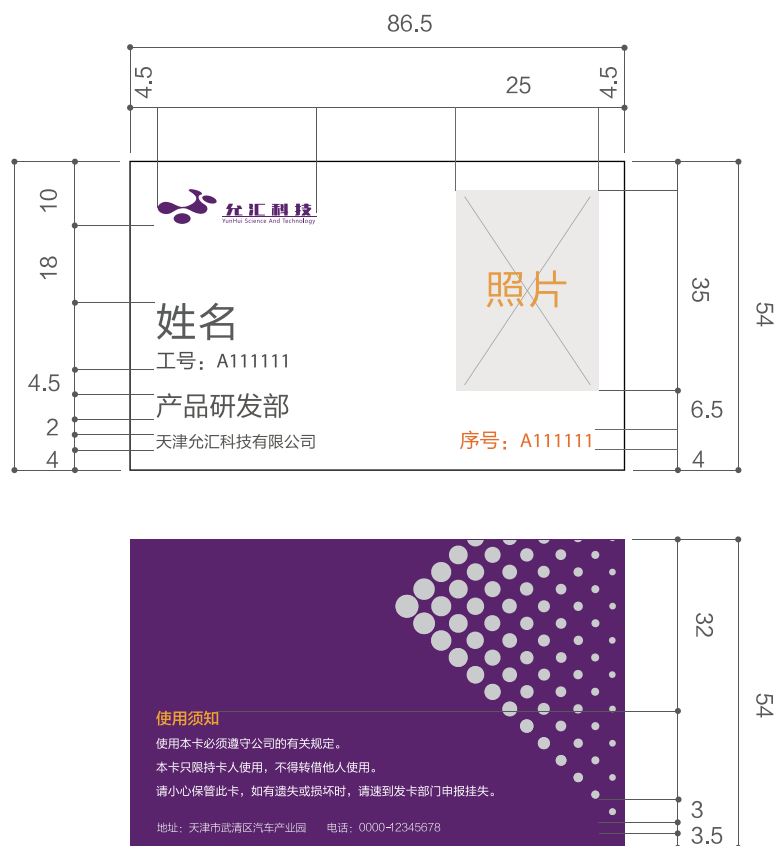 86.5
4.5
25
4.5
10
18
4.5
2
4
允汇科技
YunHui Science And Technology
照片
姓名
工号：A111111
产品研发部
天津允汇科技有限公司
序号：A111111
35
54
6.5
4
使用须知
使用本卡必须遵守公司的有关规定。
本卡只限持卡人使用，不得转借他人使用。
请小心保管此卡，如有遗失或损坏时，请速到发卡部门申报挂失。
地址：天津市武清区汽车产业园　电话：0000-12345678
32
54
3
3.5